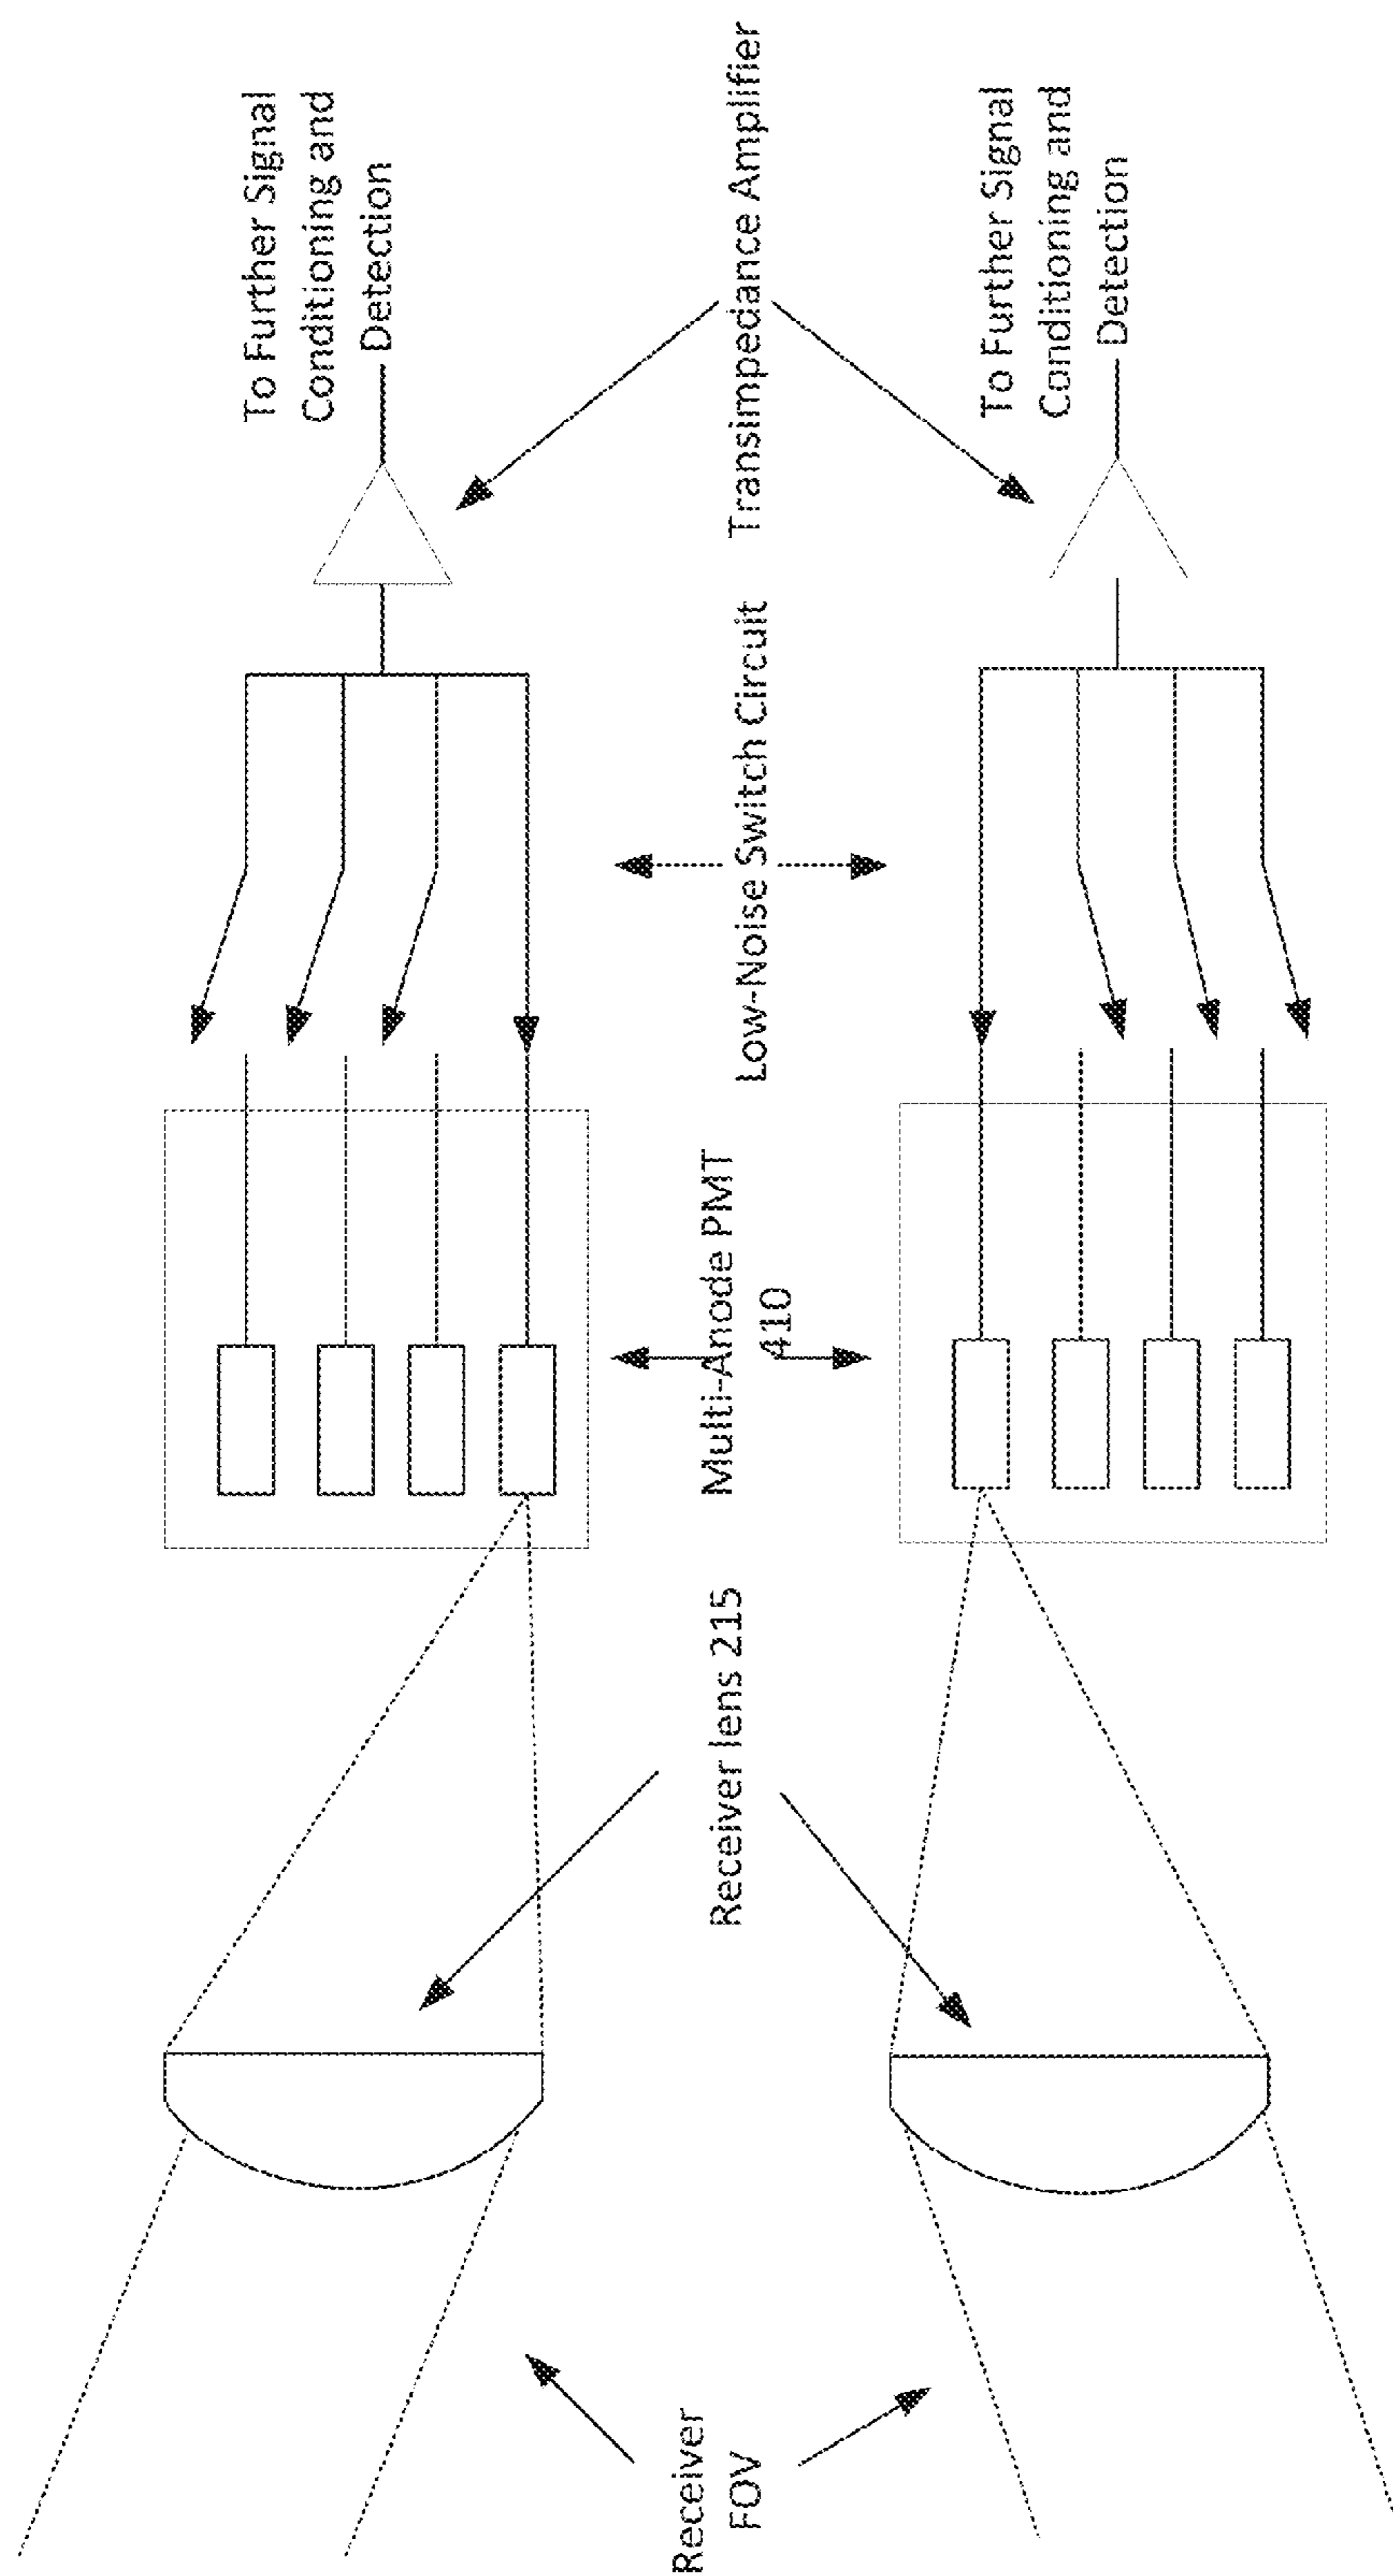 To Further Signal
Conditioning and
Detection
Transimpedance Amplifier
To Further Signal
Conditioning and
Detection
Low-Noise Switch Circuit
Multi-Anode PMT
410
Receiver lens 215
Receiver
FOV